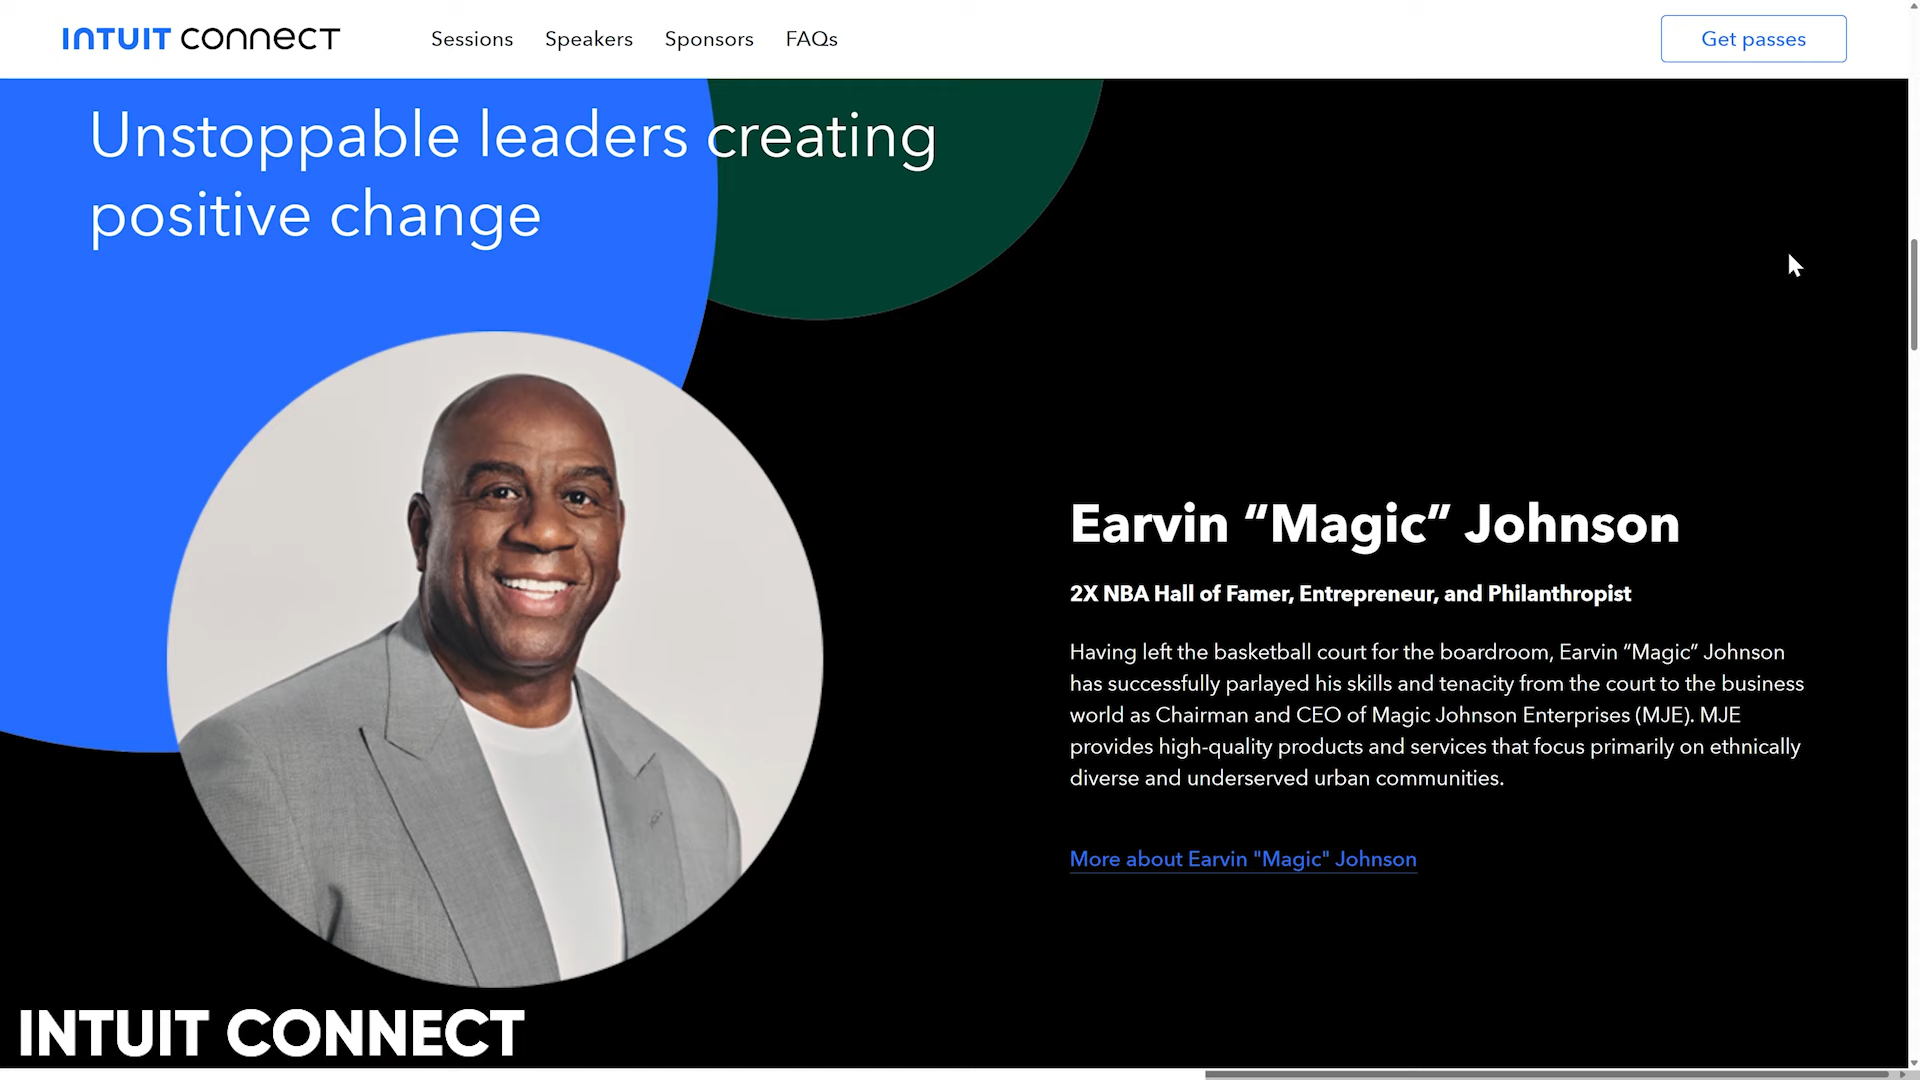 INTUIT CONNECT
Sessions
Speakers
Sponsors
FAQs
Get passes
Unstoppable leaders creating
positive change
Earvin “Magic” Johnson
2X NBA Hall of Famer, Entrepreneur, and Philanthropist
Having left the basketball court for the boardroom, Earvin “Magic” Johnson
has successfully parlayed his skills and tenacity from the court to the business
world as Chairman and CEO of Magic Johnson Enterprises (MJE). MJE
provides high-quality products and services that focus primarily on ethnically
diverse and underserved urban communities.
More about Earvin "Magic" Johnson
INTUIT CONNECT